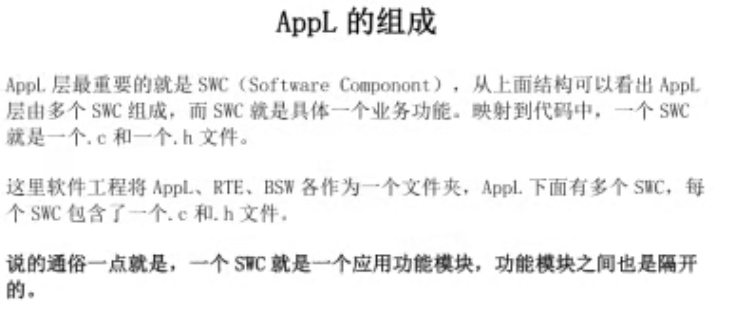 AppL 的组成
AppL 层最重要的就是 SWC（Software Componont），从上面结构可以看出 AppL
层由多个 SWC 组成，而 SWC 就是具体一个业务功能。映射到代码中，一个 SWC
就是一个.c 和一个.h 文件。
这里软件工程将 AppL、RTE、BSW 各作为一个文件夹，AppL 下面有多个 SWC，每
个 SWC 包含了一个.c 和.h 文件。
说的通俗一点就是，一个 SWC 就是一个应用功能模块，功能模块之间也是隔开
的。